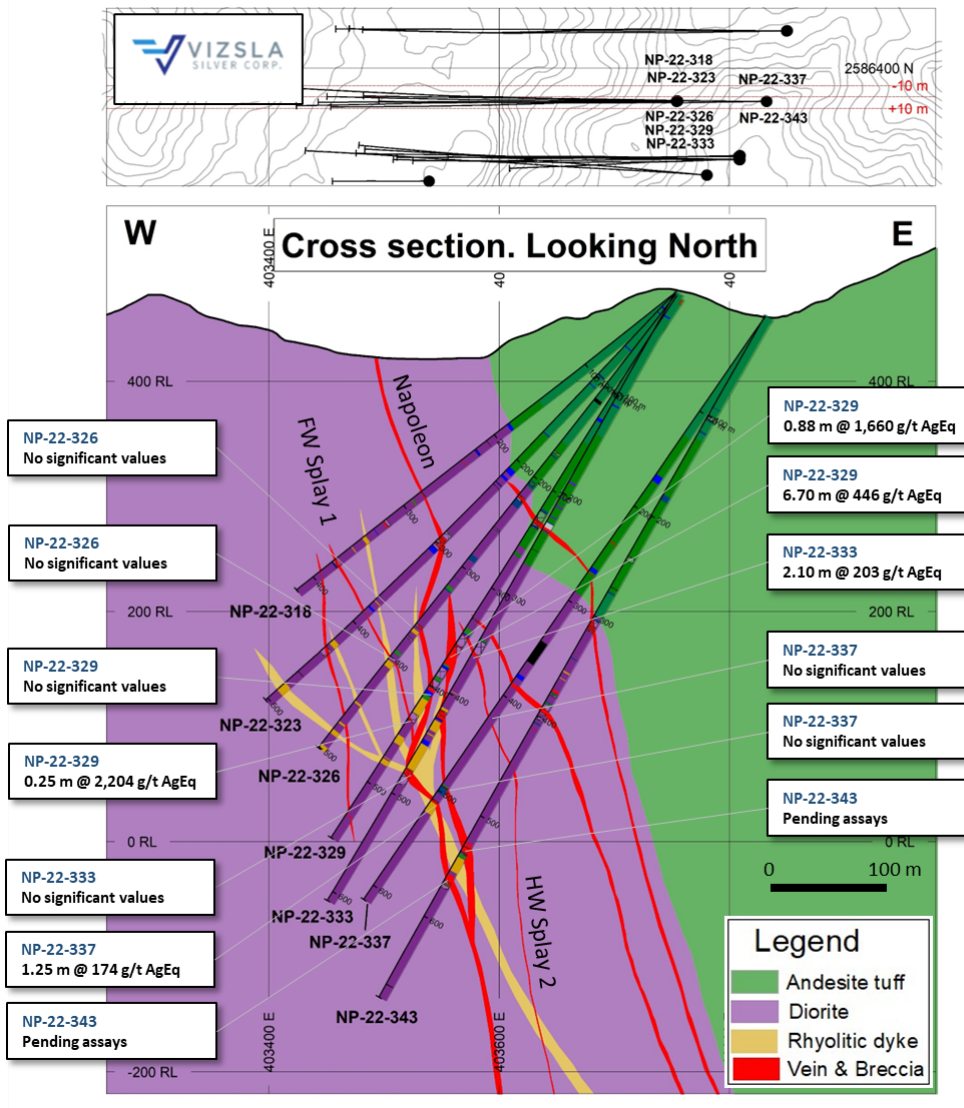 VIZSLA
SILVER CORP.
NP-22-318
NP-22-323
NP-22-337
2586400 N
-10 m
+10 m
NP-22-326
NP-22-329
NP-22-333
NP-22-343
W
Cross section. Looking North
E
403400 E
40
40
400 RL
400 RL
200 RL
200 RL
0 RL
0 RL
-200 RL
Napoleon
FW Splay 1
HW Splay 2
NP-22-326
No significant values
NP-22-326
No significant values
NP-22-329
No significant values
NP-22-329
0.25 m @ 2,204 g/t AgEq
NP-22-333
No significant values
NP-22-337
1.25 m @ 174 g/t AgEq
NP-22-343
Pending assays
NP-22-318
NP-22-323
NP-22-326
NP-22-329
NP-22-333
NP-22-337
NP-22-343
NP-22-329
0.88 m @ 1,660 g/t AgEq
NP-22-329
6.70 m @ 446 g/t AgEq
NP-22-333
2.10 m @ 203 g/t AgEq
NP-22-337
No significant values
NP-22-337
No significant values
NP-22-343
Pending assays
0 100 m
403400 E
403600 E
Legend
Andesite tuff
Diorite
Rhyolitic dyke
Vein & Breccia